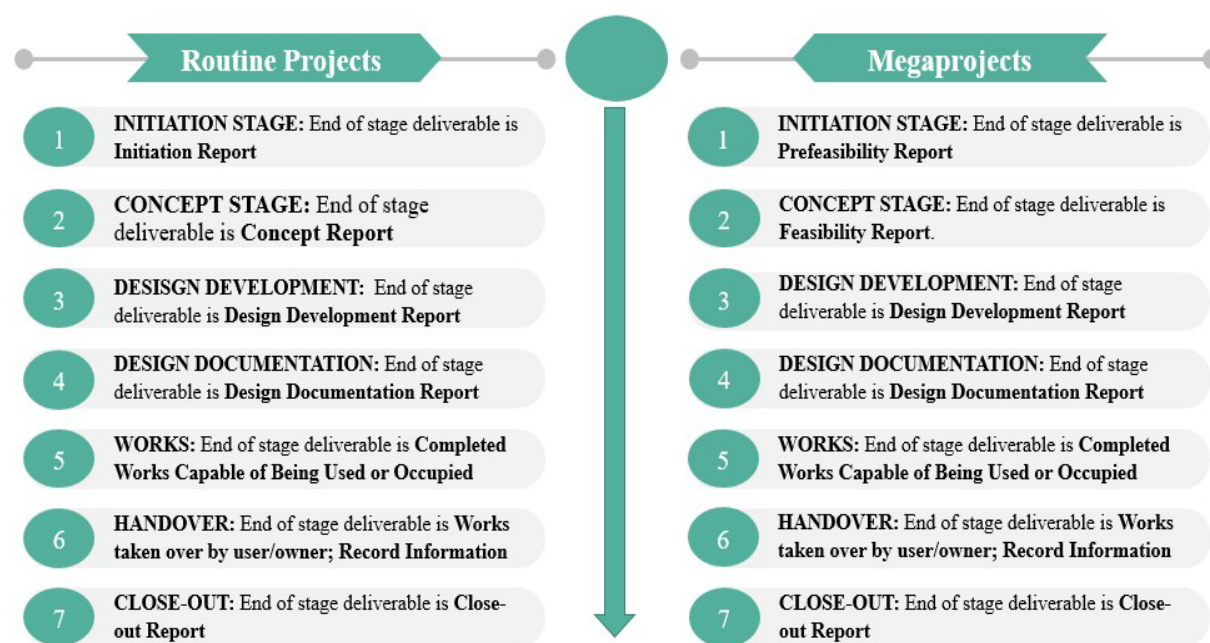 Routine Projects
1
INITIATION STAGE: End of stage deliverable is
Initiation Report
2
CONCEPT STAGE: End of stage
deliverable is Concept Report
3
DESISGN DEVELOPMENT: End of stage
deliverable is Design Development Report
4
DESIGN DOCUMENTATION: End of stage
deliverable is Design Documentation Report
5
WORKS: End of stage deliverable is Completed
Works Capable of Being Used or Occupied
6
HANDOVER: End of stage deliverable is Works
taken over by user/owner; Record Information
7
CLOSE-OUT: End of stage deliverable is Close-
out Report
Megaprojects
1
INITIATION STAGE: End of stage deliverable is
Prefeasibility Report
2
CONCEPT STAGE: End of stage deliverable is
Feasibility Report.
3
DESIGN DEVELOPMENT: End of stage
deliverable is Design Development Report
4
DESIGN DOCUMENTATION: End of stage
deliverable is Design Documentation Report
5
WORKS: End of stage deliverable is Completed
Works Capable of Being Used or Occupied
6
HANDOVER: End of stage deliverable is Works
taken over by user/owner; Record Information
7
CLOSE-OUT: End of stage deliverable is Close-
out Report